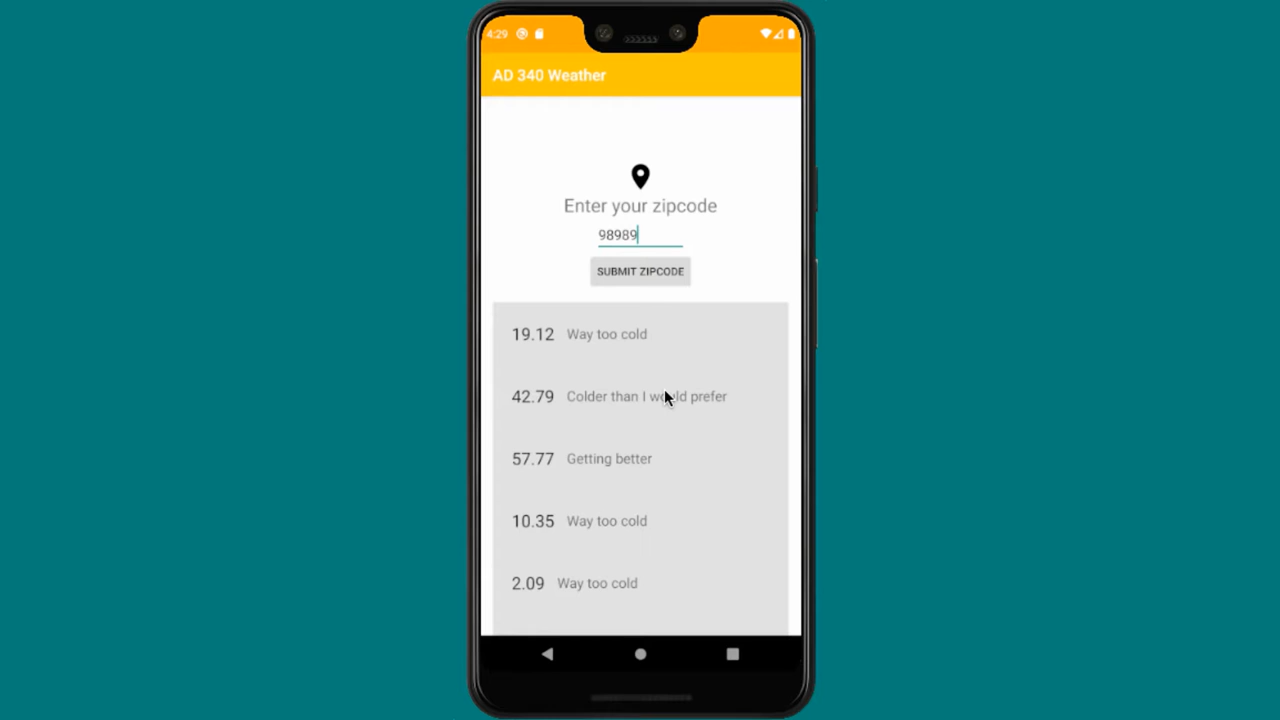 4:29
AD 340 Weather
Enter your zipcode
98989
SUBMIT ZIPCODE
19.12 Way too cold
42.79 Colder than I would prefer
57.77 Getting better
10.35 Way too cold
2.09 Way too cold